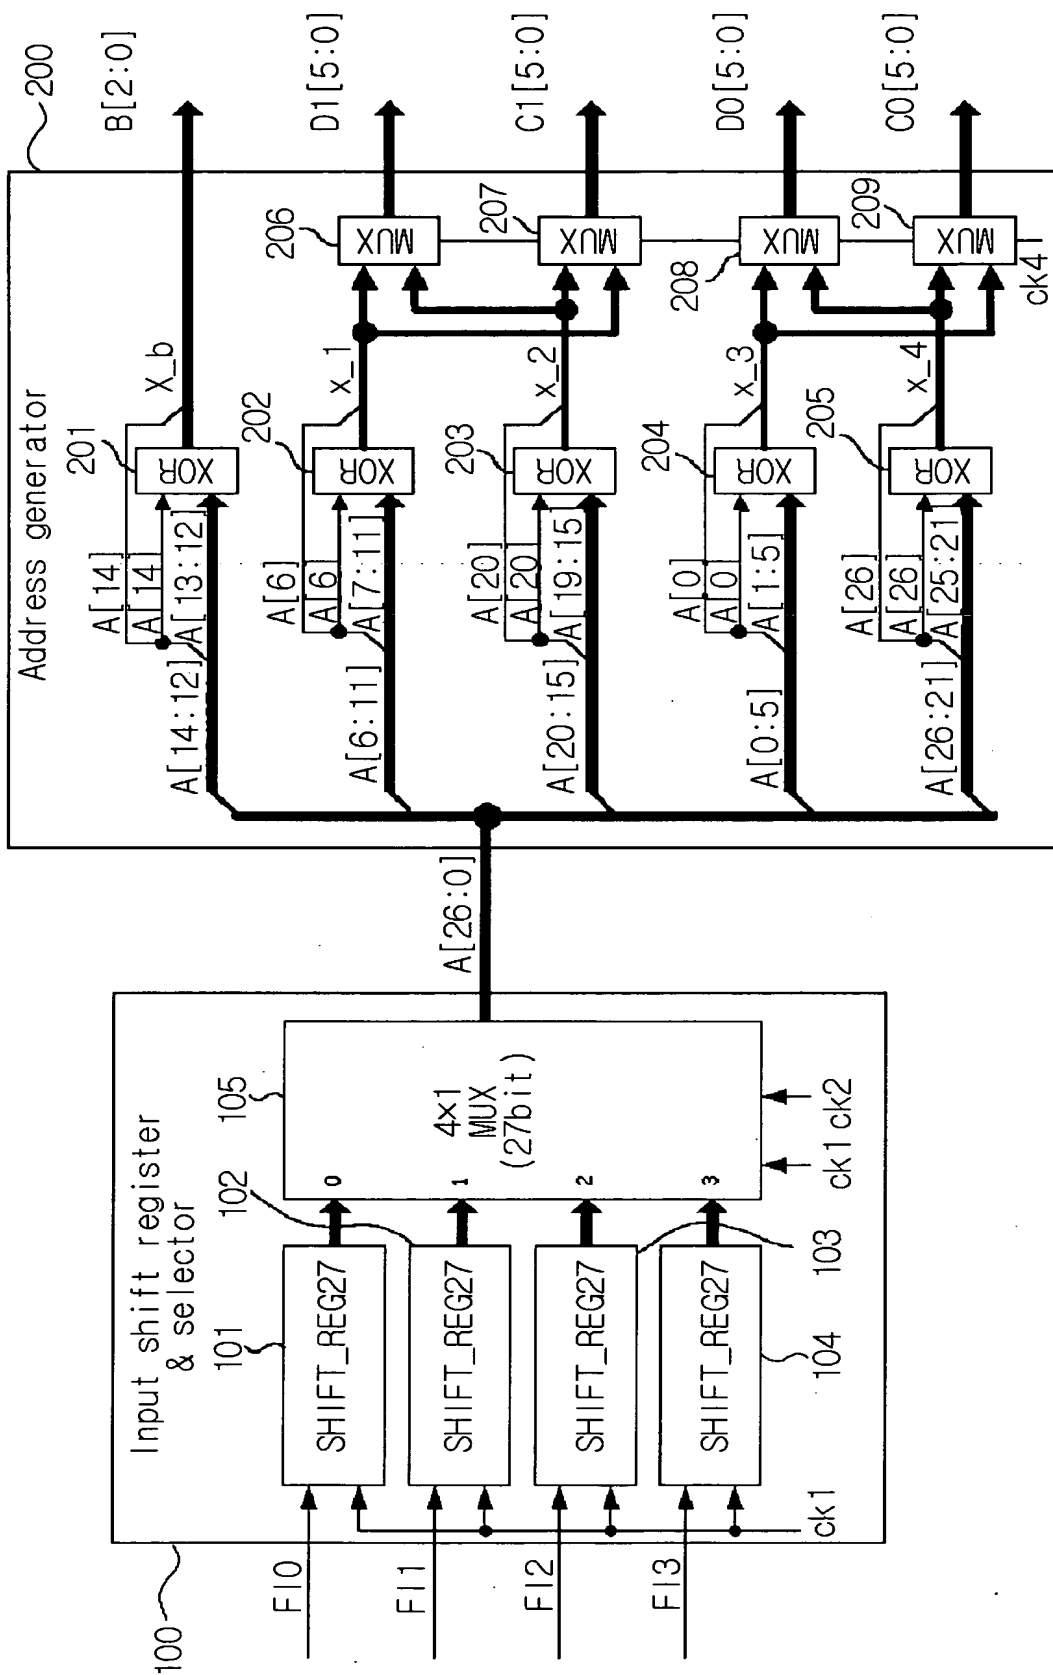 100
Input shift register
& selector
FI0
FI1
FI2
FI3
ck1
101
SHIFT_REG27
102
SHIFT_REG27
103
SHIFT_REG27
104
SHIFT_REG27
105
0
1
2
3
4×1
MUX
(27bit)
ck1
ck2
A[26:0]
200
Address generator
A[14:12]
A[14]
A[14]
A[13:12]
201
XOR
X_b
B[2:0]
A[6:11]
A[6]
A[6]
A[7:11]
202
XOR
x_1
206
MUX
D1[5:0]
A[20:15]
A[20]
A[20]
A[19:15]
203
XOR
x_2
207
MUX
C1[5:0]
A[0:5]
A[0]
A[0]
A[1:5]
204
XOR
x_3
208
MUX
D0[5:0]
A[26:21]
A[26]
A[26]
A[25:21]
205
XOR
x_4
209
MUX
C0[5:0]
ck4